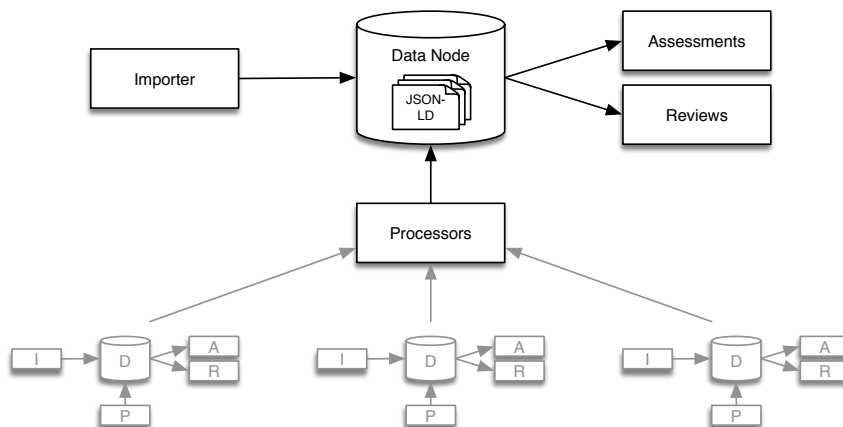 Importer
Data Node
JSON-
LD
Assessments
Reviews
Processors
I
D
A
R
P
I
D
A
R
P
I
D
A
R
P